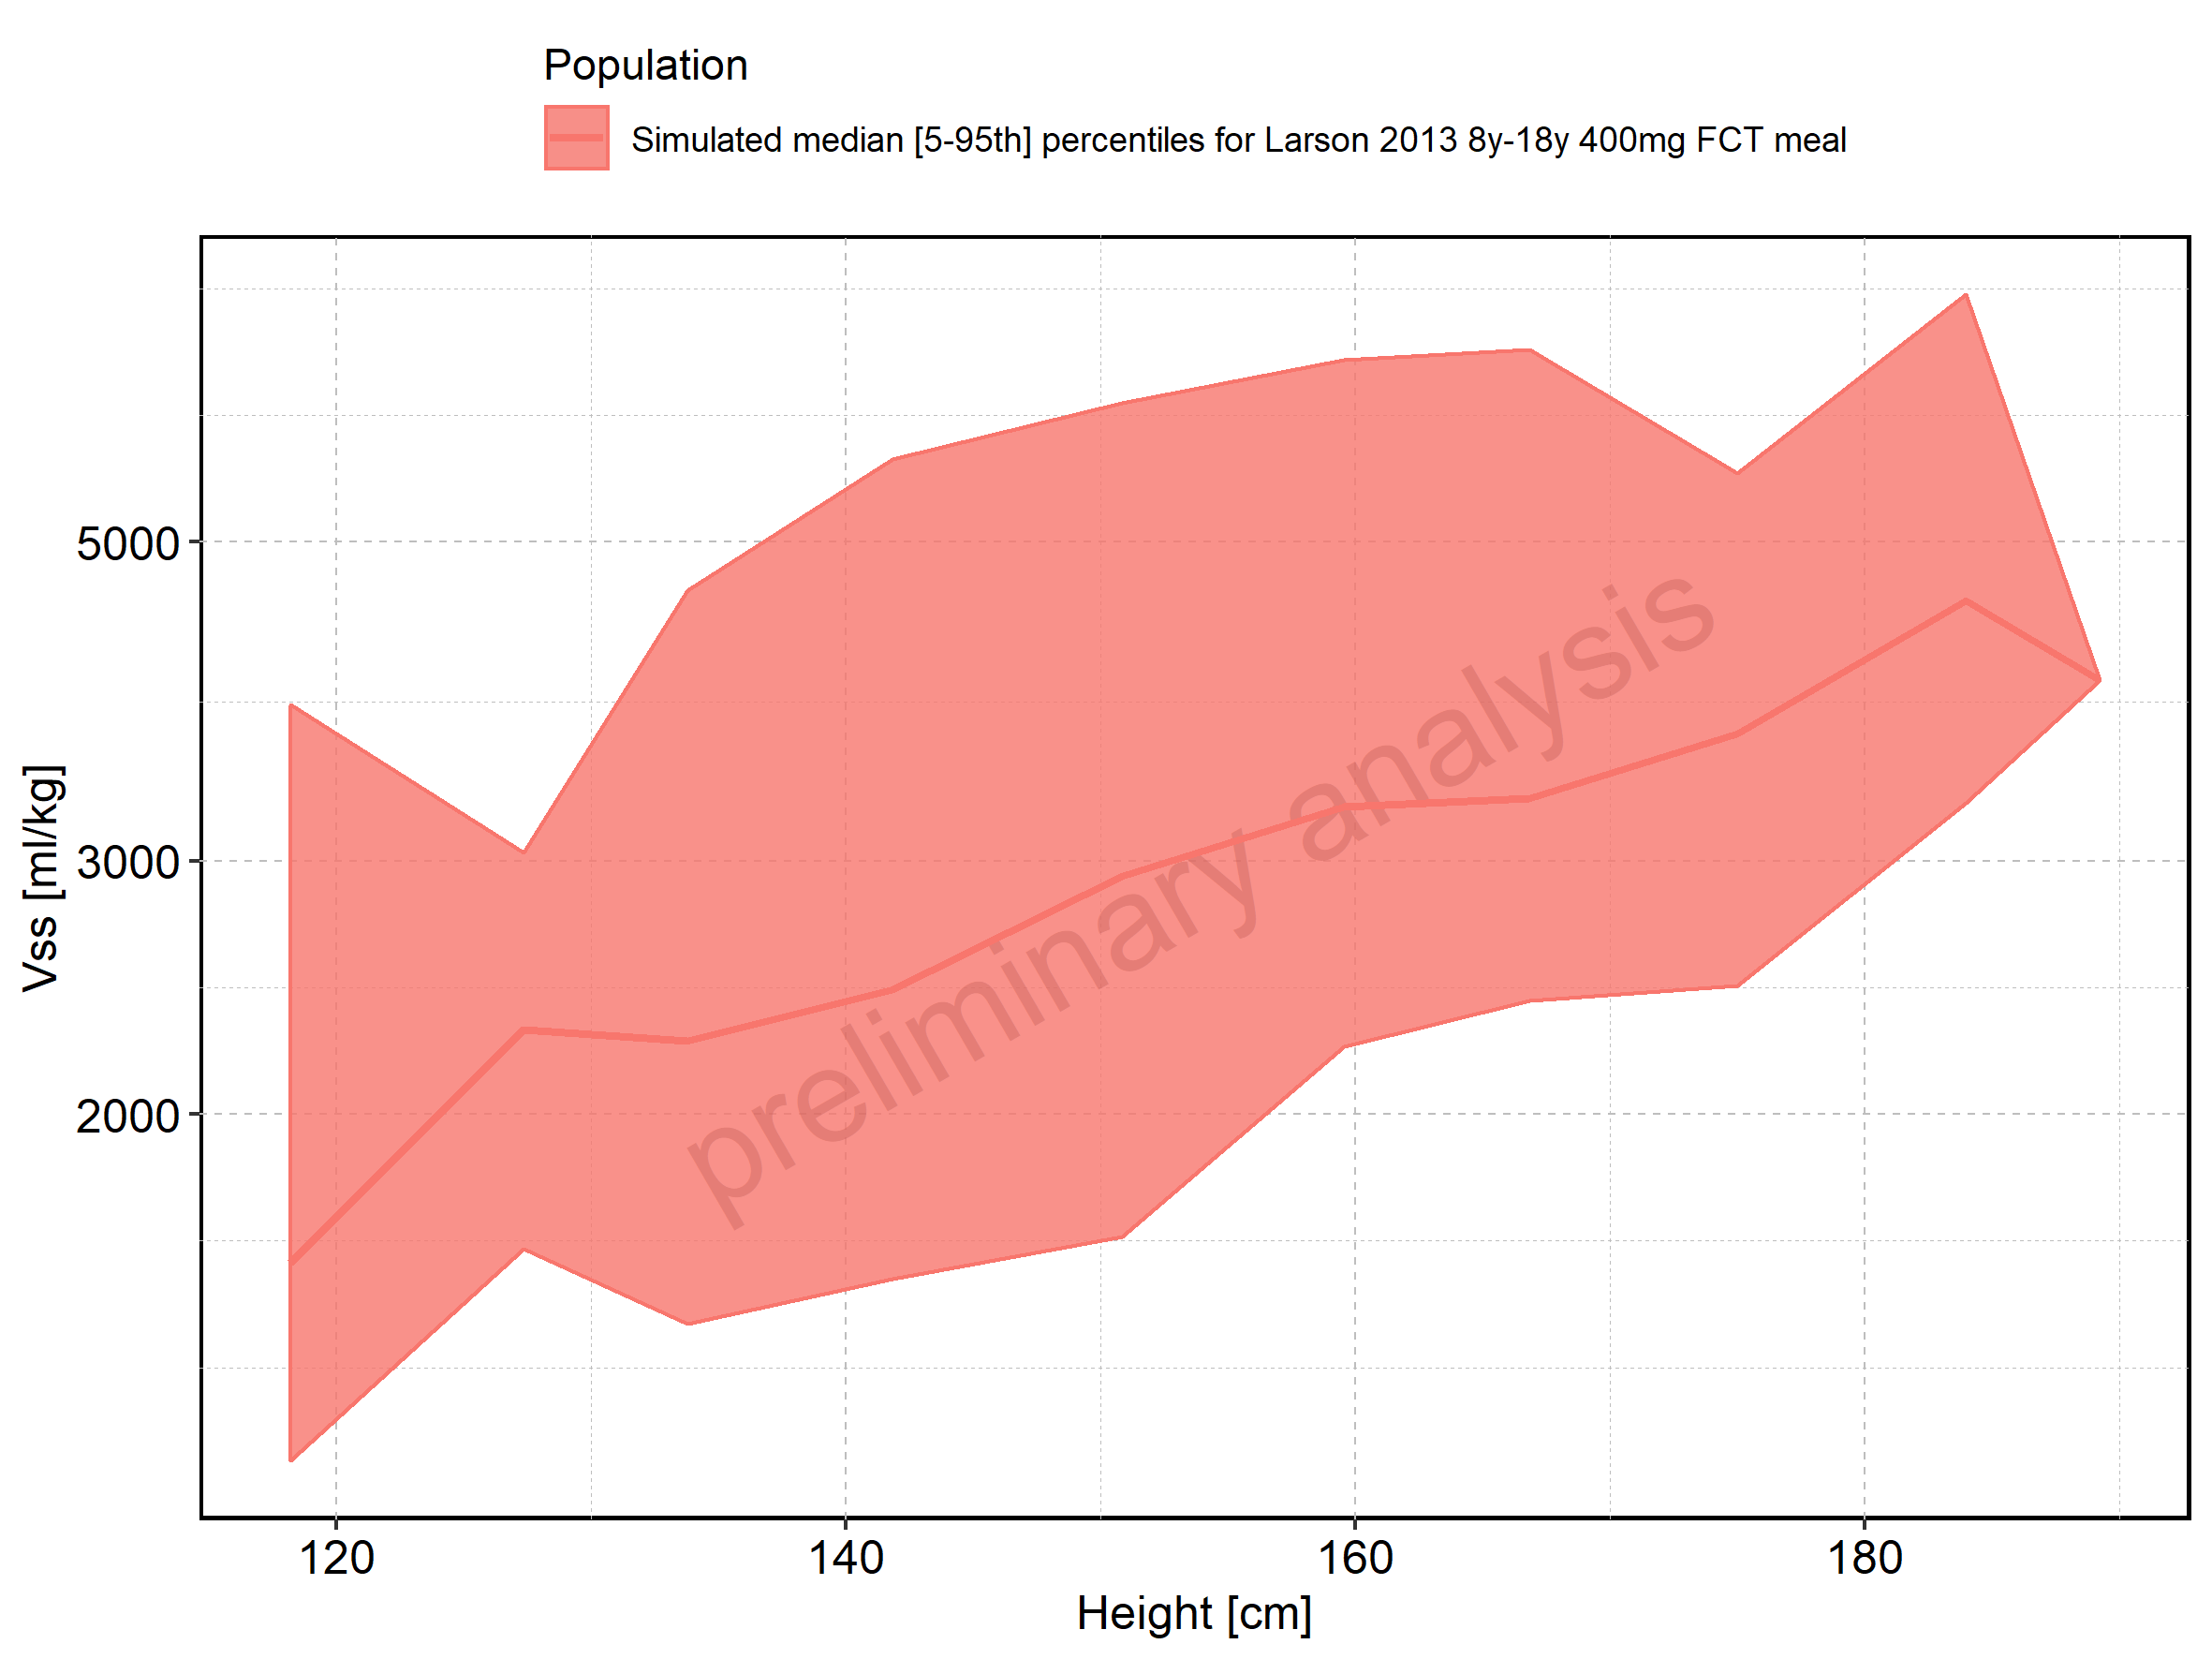 Population
Simulated median [5-95th] percentiles for Larson 2013 8y-18y 400mg FCT meal
5000
3000
2000
Vss [ml/kg]
preliminary analysis
120 140 160 180
Height [cm]